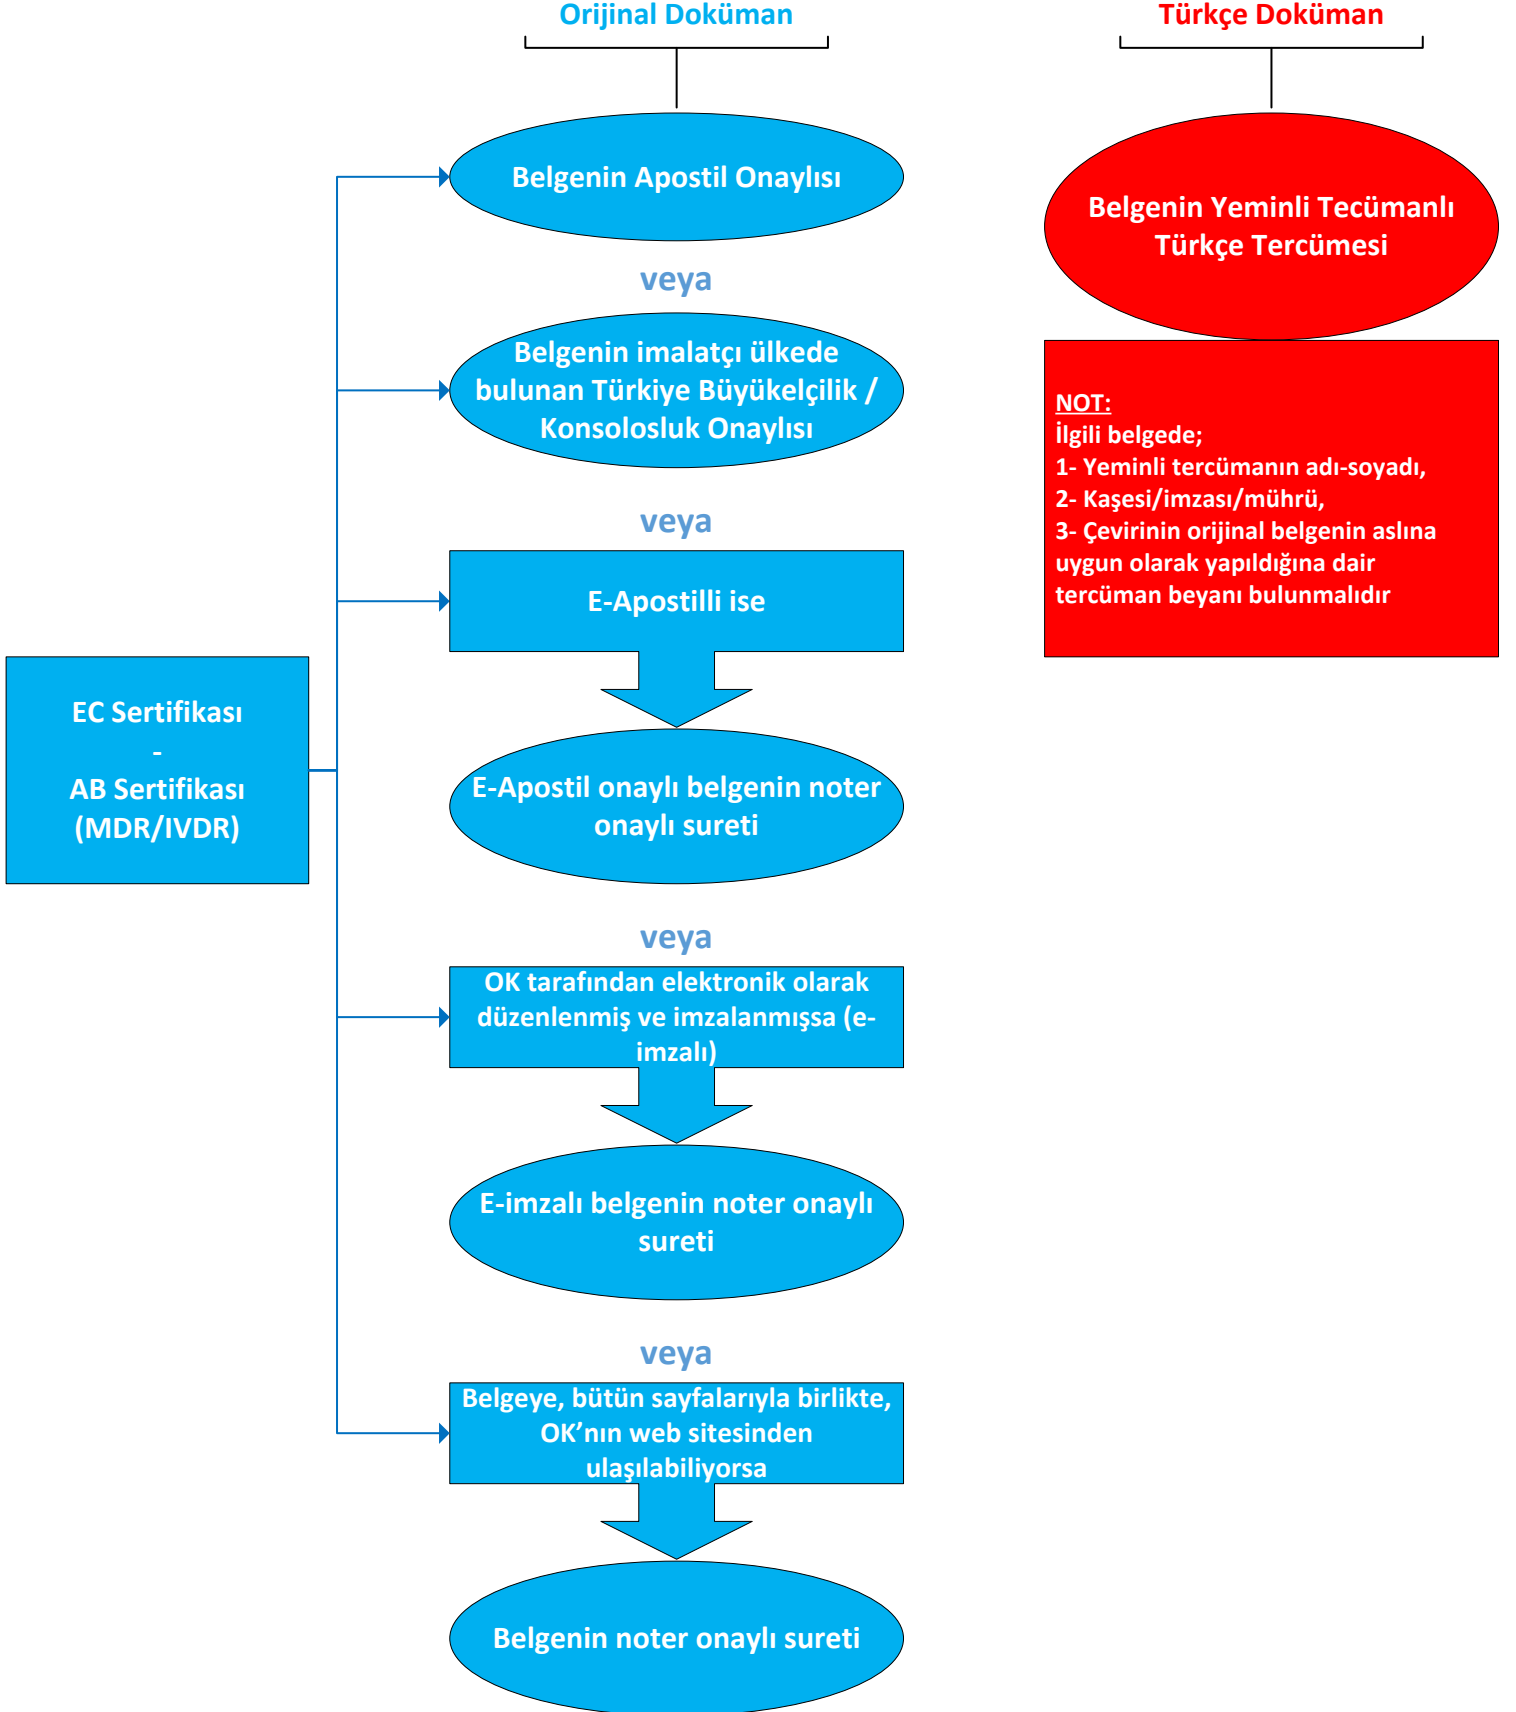 Orijinal Doküman
Türkçe Doküman
Belgenin Apostil Onaylısı
Belgenin Yeminli Tecümanlı
Türkçe Tercümesi
veya
Belgenin imalatçı ülkede
bulunan Türkiye Büyükelçilik /
Konsolosluk Onaylısı
NOT:
İlgili belgede;
1- Yeminli tercümanın adı-soyadı,
2- Kaşesi/imzası/mührü,
3- Çevirinin orijinal belgenin aslına
uygun olarak yapıldığına dair
tercüman beyanı bulunmalıdır
veya
E-Apostilli ise
EC Sertifikası
-
AB Sertifikası
(MDR/IVDR)
E-Apostil onaylı belgenin noter
onaylı sureti
veya
OK tarafından elektronik olarak
düzenlenmiş ve imzalanmışsa (e-
imzalı)
E-imzalı belgenin noter onaylı
sureti
veya
Belgeye, bütün sayfalarıyla birlikte,
OK’nın web sitesinden
ulaşılabiliyorsa
Belgenin noter onaylı sureti